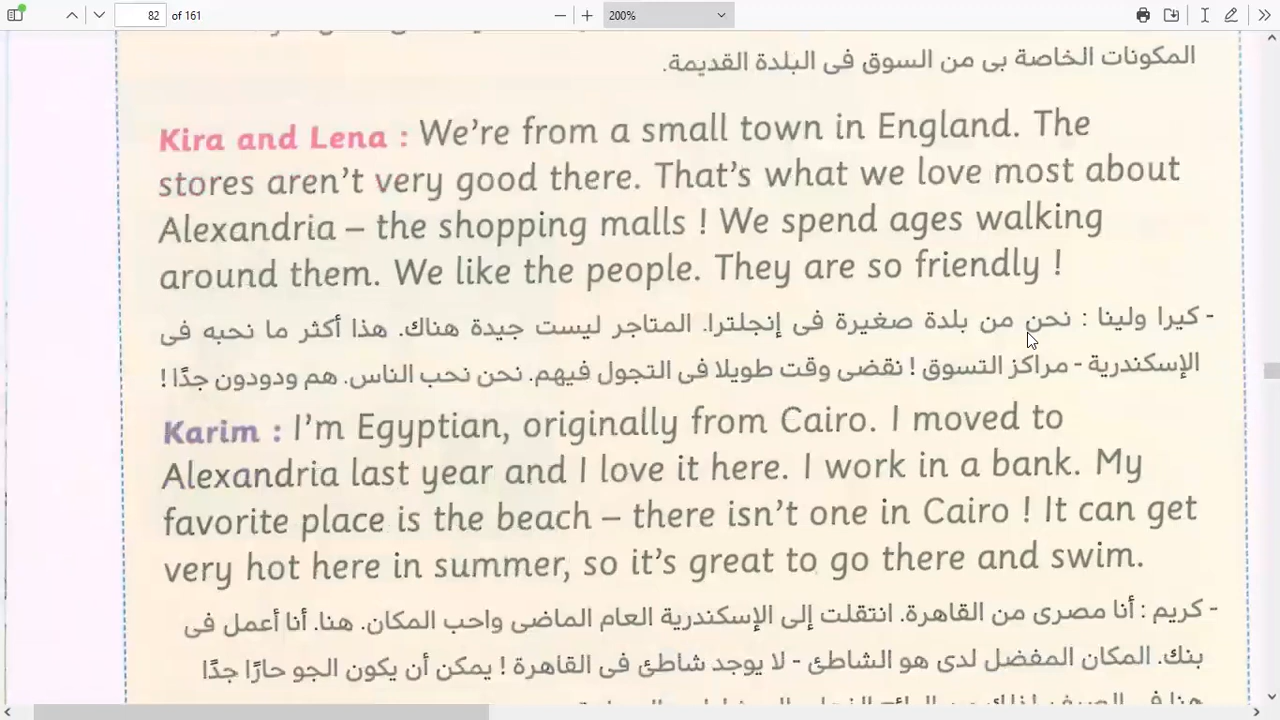 82 of 161
200%
المكونات الخاصة بى من السوق فى البلدة القديمة.
Kira and Lena : We're from a small town in England. The
stores aren't very good there. That's what we love most about
Alexandria – the shopping malls ! We spend ages walking
around them. We like the people. They are so friendly !
- كيرا ولينا : نحن من بلدة صغيرة فى إنجلترا. المتاجر ليست جيدة هناك. هذا أكثر ما نحبه فى
الإسكندرية - مراكز التسوق ! نقضى وقت طويلا فى التجول فيهم. نحن نحب الناس. هم ودودون جدًا !
Karim : I'm Egyptian, originally from Cairo. I moved to
Alexandria last year and I love it here. I work in a bank. My
favorite place is the beach – there isn't one in Cairo ! It can get
very hot here in summer, so it's great to go there and swim.
- كريم : أنا مصرى من القاهرة. انتقلت إلى الإسكندرية العام الماضى واحب المكان. هنا. أنا أعمل فى
بنك. المكان المفضل لدى هو الشاطئ - لا يوجد شاطئ فى القاهرة ! يمكن أن يكون الجو حارًا جدًا